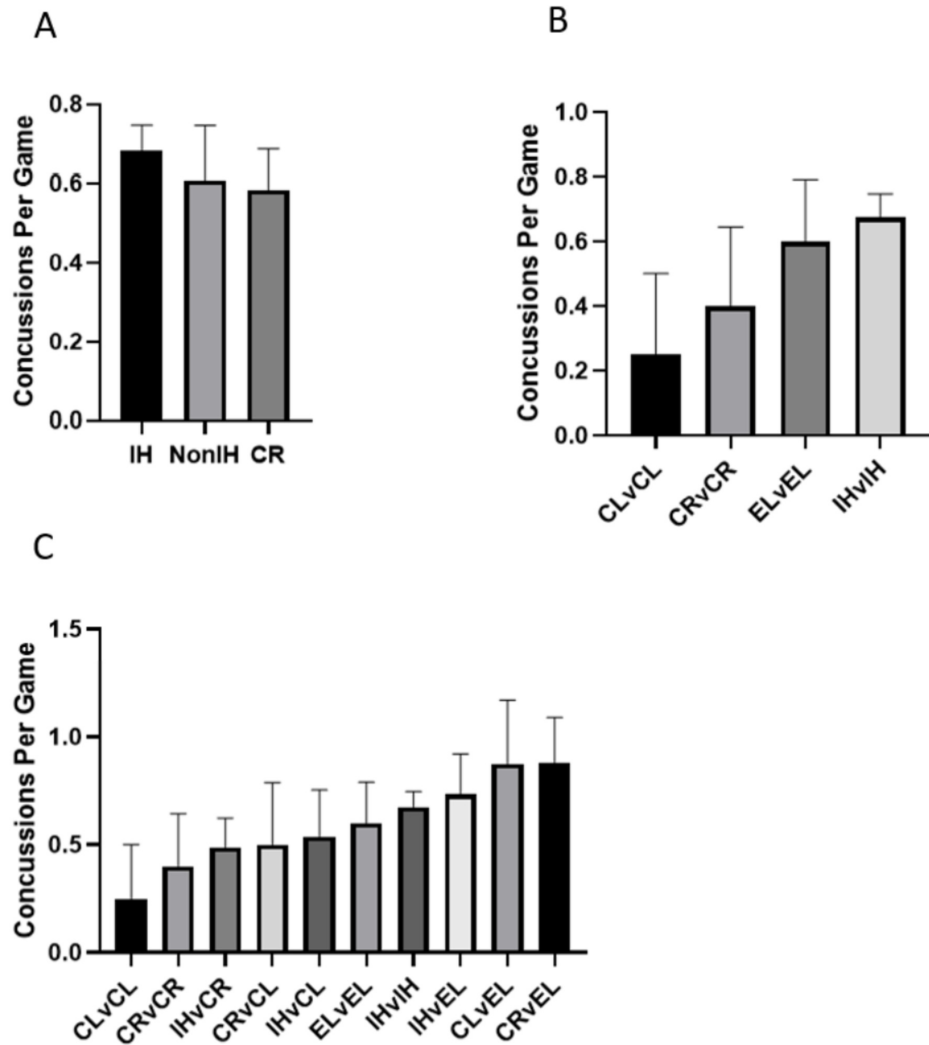 A
Concussions Per Game
0.8
0.6
0.4
0.2
0.0
IH NonIH CR
B
Concussions Per Game
1.0
0.8
0.6
0.4
0.2
0.0
CLvCL
CRvCR
ELvEL
IHvIH
C
Concussions Per Game
1.5
1.0
0.5
0.0
CLvCL
CRvCR
IHvCR
CRvCL
IHvCL
ELvEL
IHvIH
IHvEL
CLvEL
CRvEL